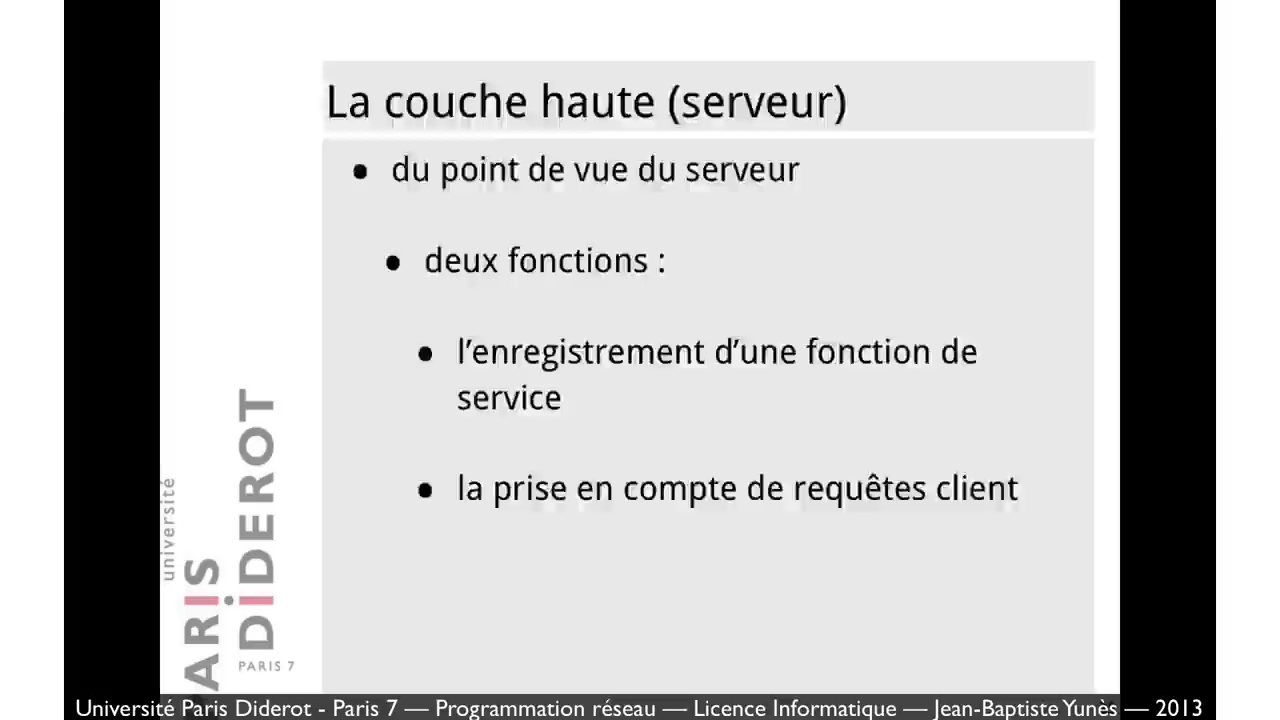 La couche haute (serveur)
• du point de vue du serveur
• deux fonctions :
• l’enregistrement d’une fonction de
service
• la prise en compte de requêtes client
université
PARIS
DiDEROT
PARIS 7
Université Paris Diderot - Paris 7 — Programmation réseau — Licence Informatique — Jean-Baptiste Yunès — 2013